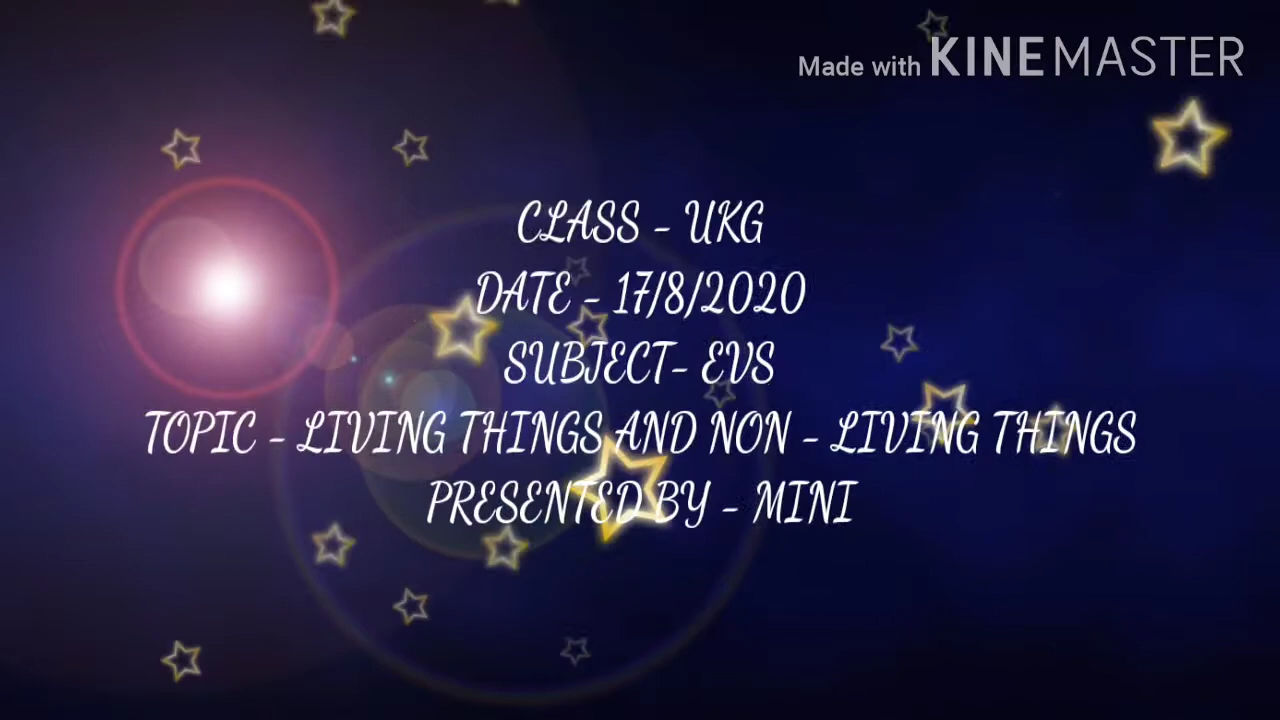 Made with KINEMASTER
CLASS - UKG
DATE - 17/8/2020
SUBJECT- EVS
TOPIC - LIVING THINGS AND NON - LIVING THINGS
PRESENTED BY - MINI